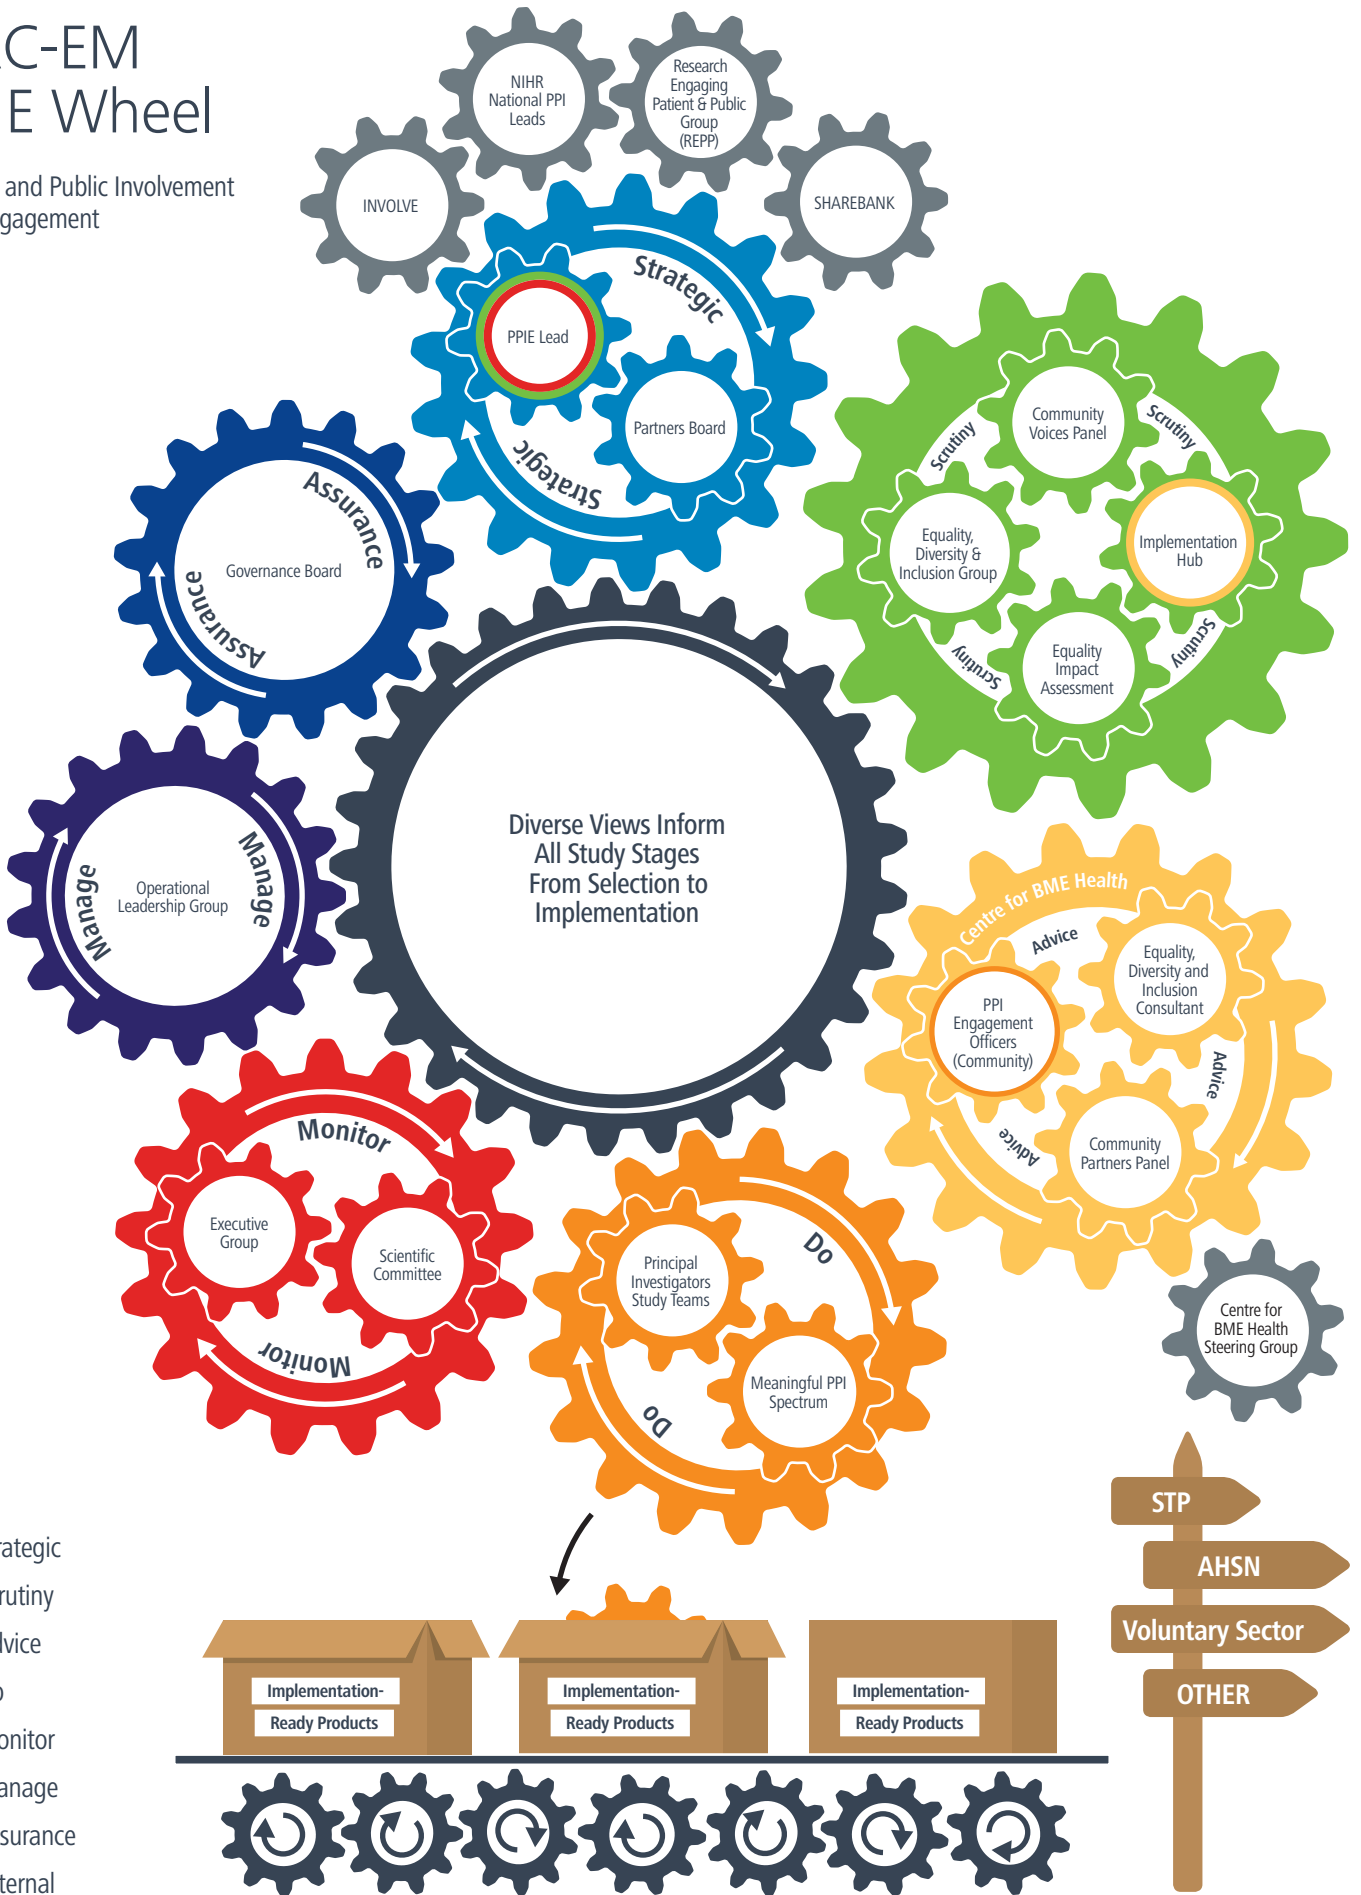 C-EM
E Wheel
and Public Involvement
gagement
NIHR
National PPI
Leads
Research
Engaging
Patient & Public
Group
(REPP)
INVOLVE
SHAREBANK
Strategic
PPIE Lead
Partners Board
Strategic
Assurance
Governance Board
Assurance
Scrutiny
Community
Voices Panel
Scrutiny
Equality,
Diversity &
Inclusion Group
Implementation
Hub
Scrutiny
Equality
Impact
Assessment
Scrutiny
Diverse Views Inform
All Study Stages
From Selection to
Implementation
Manage
Operational
Leadership Group
Manage
Centre for BME Health
Advice
Equality,
Diversity and
Inclusion
Consultant
PPI
Engagement
Officers
(Community)
Advice
Advice
Community
Partners Panel
Monitor
Executive
Group
Scientific
Committee
Monitor
Do
Principal
Investigators
Study Teams
Meaningful PPI
Spectrum
Do
Centre for
BME Health
Steering Group
STP
AHSN
Voluntary Sector
OTHER
rategic
rutiny
dvice
o
onitor
anage
ssurance
ternal
Implementation-
Ready Products
Implementation-
Ready Products
Implementation-
Ready Products